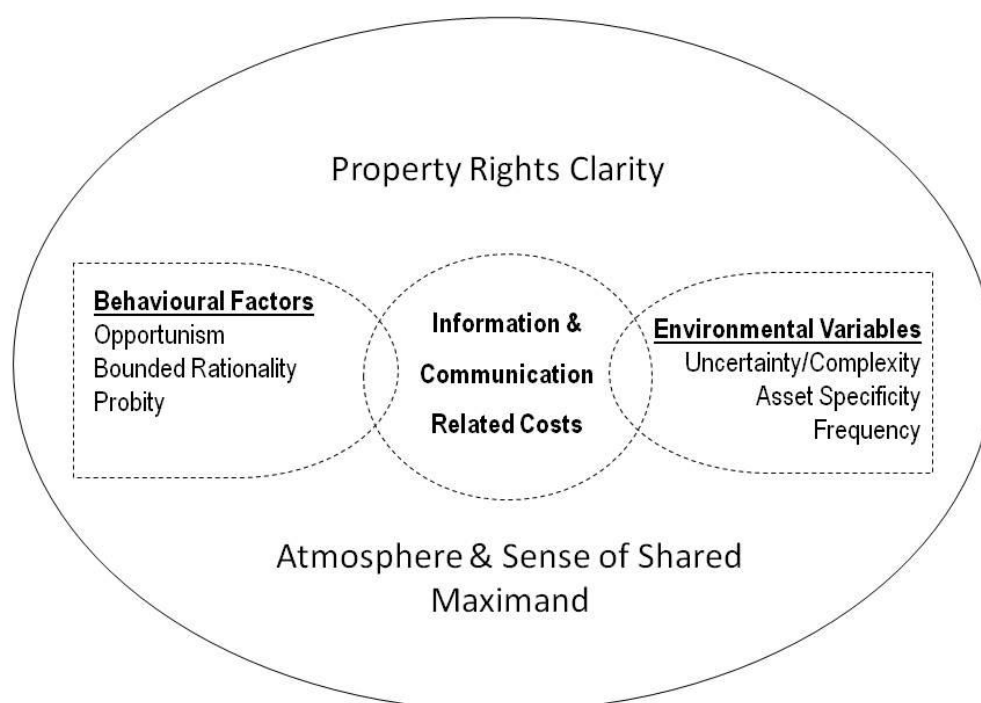 Property Rights Clarity
Behavioural Factors
Opportunism
Bounded Rationality
Probity
Information &
Communication
Related Costs
Environmental Variables
Uncertainty/Complexity
Asset Specificity
Frequency
Atmosphere & Sense of Shared
Maximand